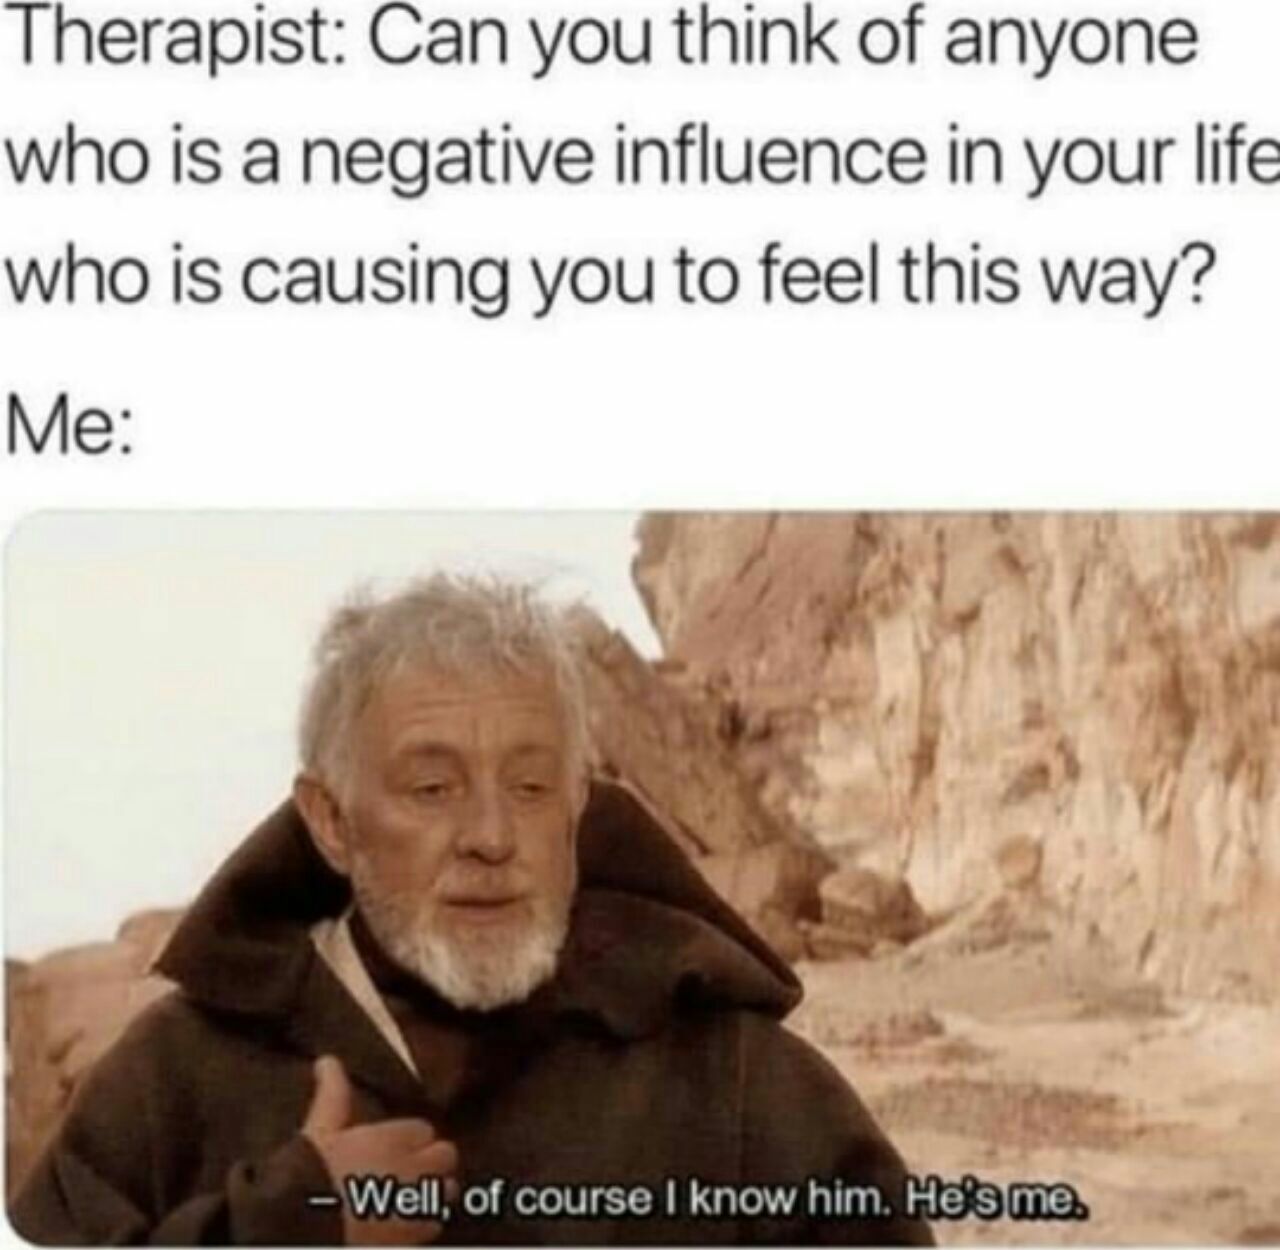 Therapist: Can you think of anyone
who is a negative influence in your life
who is causing you to feel this way?
Me:
– Well, of course I know him. He's me.